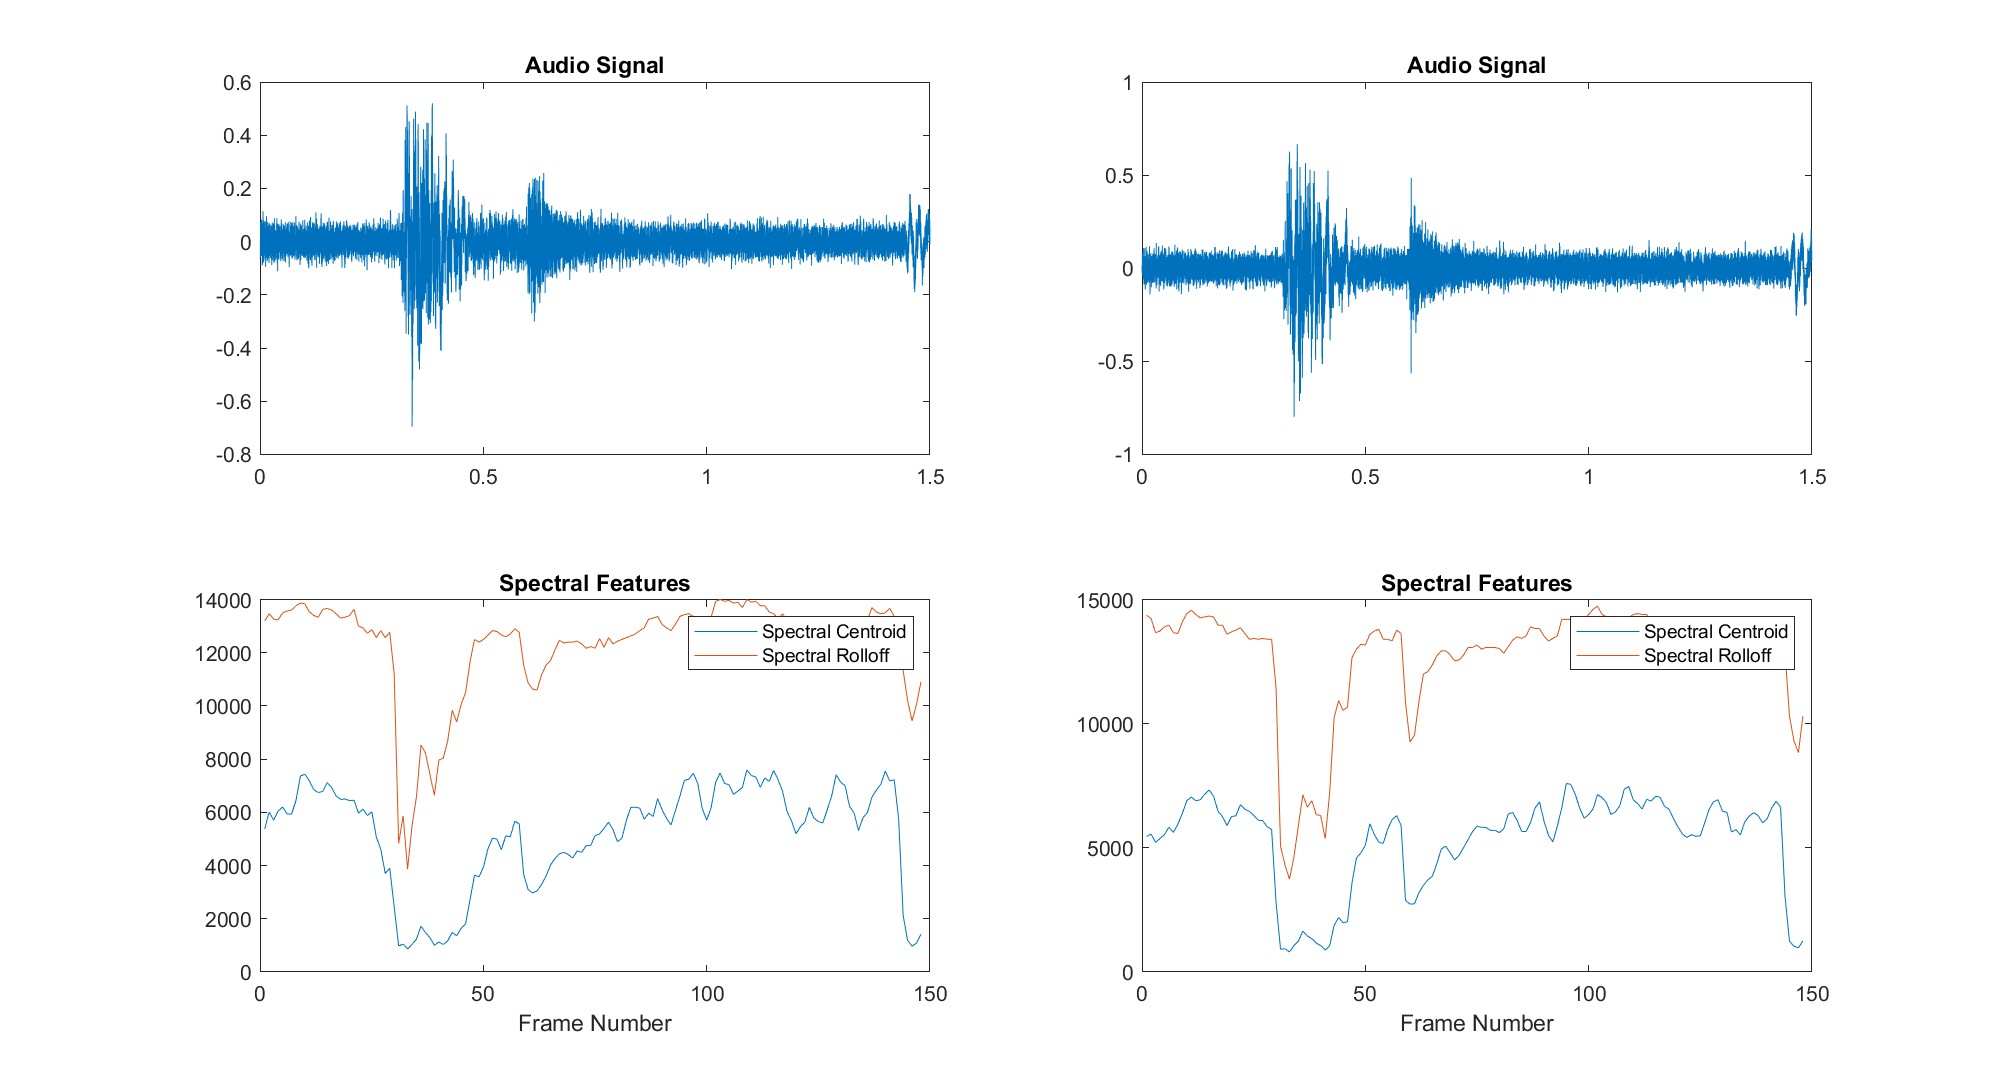 Audio Signal
0.6
0.4
0.2
0
-0.2
-0.4
-0.6
-0.8
0 0.5 1 1.5
Audio Signal
1
0.5
0
-0.5
-1
0 0.5 1 1.5
Spectral Features
14000
12000
10000
8000
6000
4000
2000
0
Spectral Centroid
Spectral Rolloff
0 50 100 150
Frame Number
Spectral Features
15000
10000
5000
0
Spectral Centroid
Spectral Rolloff
0 50 100 150
Frame Number